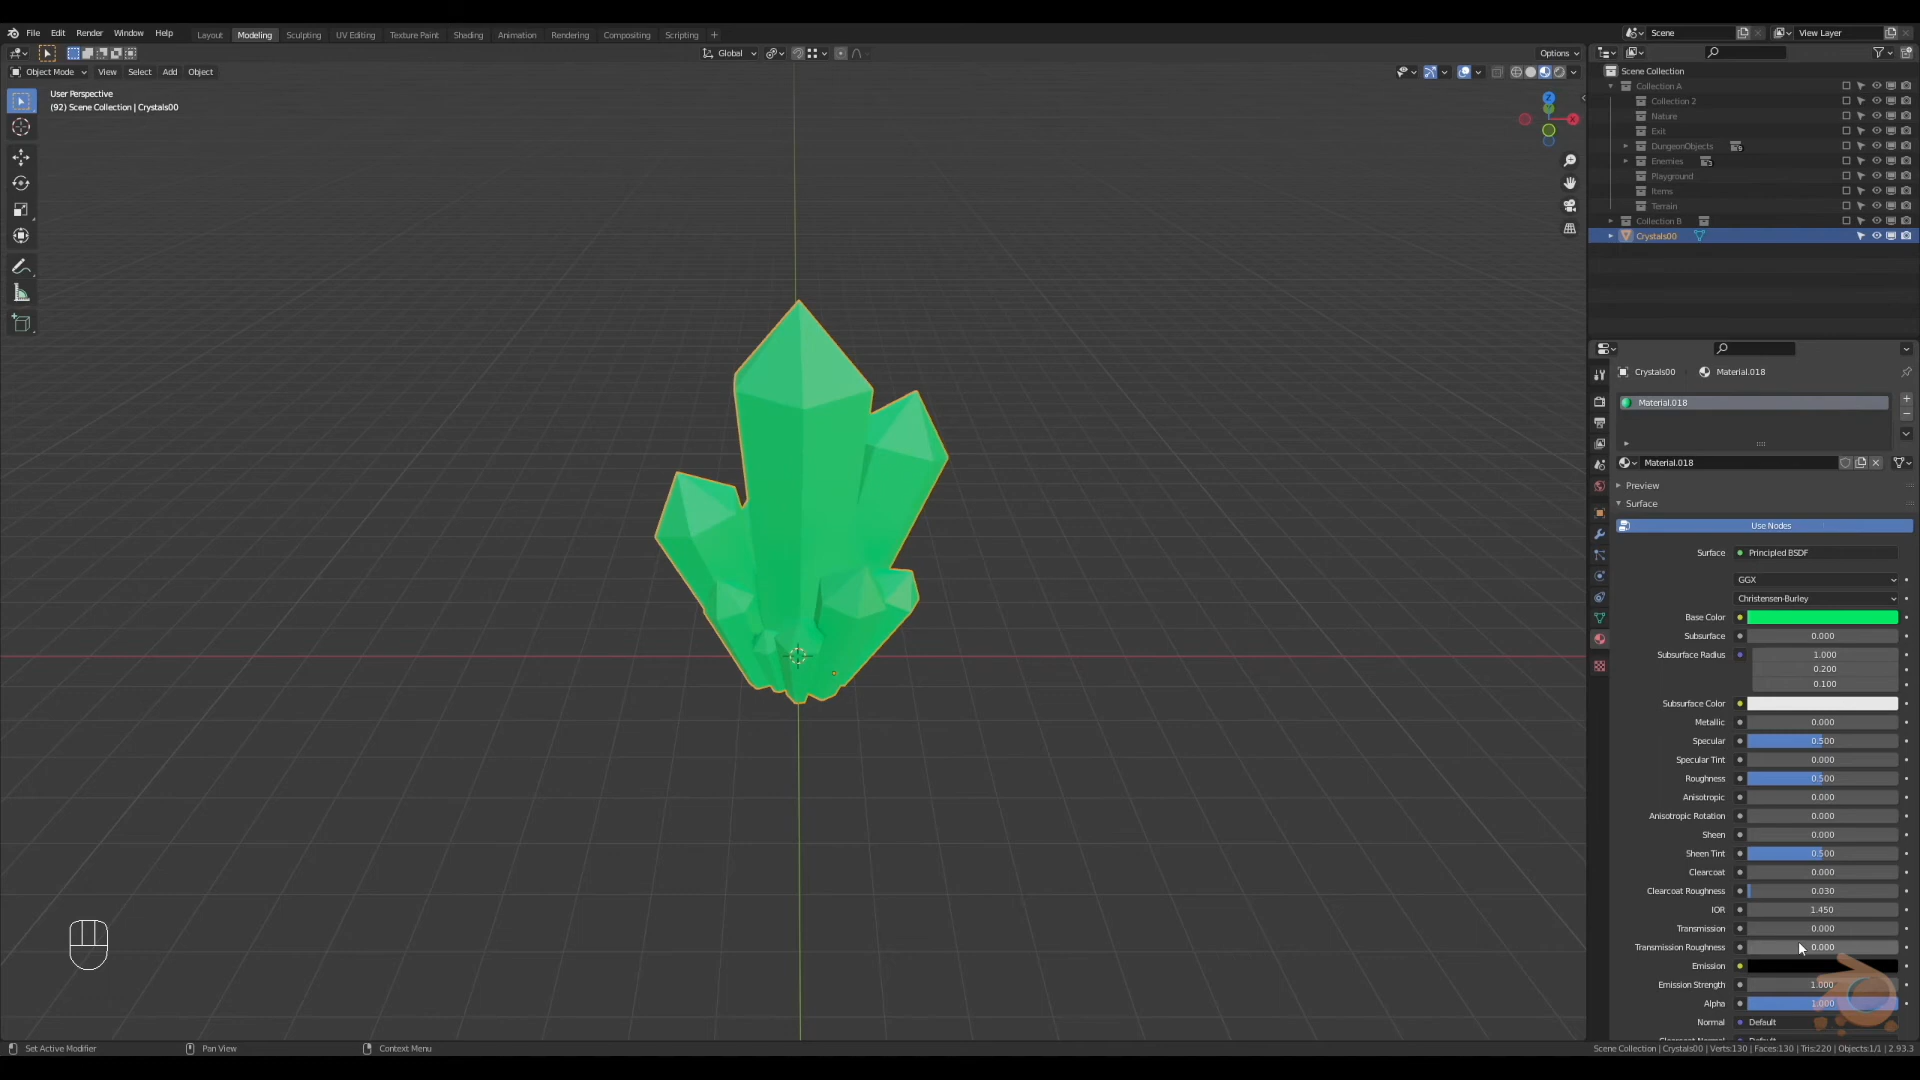 File Edit Render Window Help Layout Modeling Sculpting UV Editing Texture Paint Shading Animation Rendering Compositing Scripting + Scene View Layer
Global Options
Object Mode View Select Add Object
User Perspective
(92) Scene Collection | Crystals00
Scene Collection
Collection A
Collection 2
Nature
Exit
DungeonObjects 9
Enemies 3
Playground
Items
Terrain
Collection B
Crystals00
Crystals00 Material.018
Material.018
Material.018
Preview
Surface
Use Nodes
Surface Principled BSDF
GGX
Christensen-Burley
Base Color
Subsurface 0.000
Subsurface Radius 1.000
0.200
0.100
Subsurface Color
Metallic 0.000
Specular 0.500
Specular Tint 0.000
Roughness 0.500
Anisotropic 0.000
Anisotropic Rotation 0.000
Sheen 0.000
Sheen Tint 0.500
Clearcoat 0.000
Clearcoat Roughness 0.030
IOR 1.450
Transmission 0.000
Transmission Roughness 0.000
Emission
Emission Strength 1.000
Alpha 1.000
Normal Default
Set Active Modifier Pan View Context Menu Scene Collection | Crystals00 | Verts:130 | Faces:130 | Tris:220 | Objects:1/1 | 2.93.3